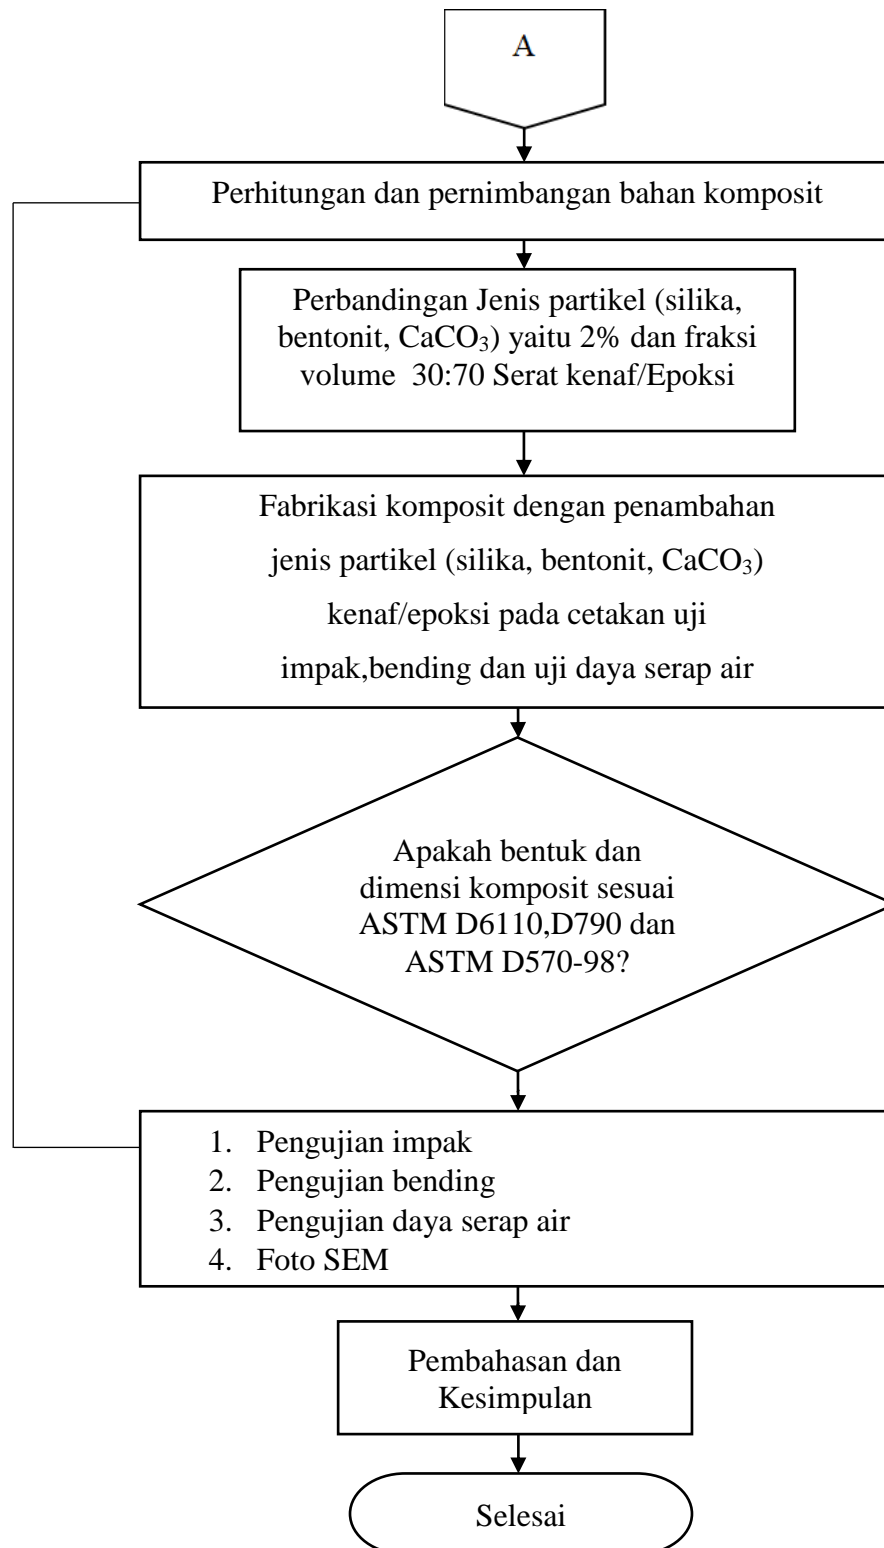 A
Perhitungan dan pernimbangan bahan komposit
Perbandingan Jenis partikel (silika,
bentonit, CaCO₃) yaitu 2% dan fraksi
volume  30:70 Serat kenaf/Epoksi
Fabrikasi komposit dengan penambahan
jenis partikel (silika, bentonit, CaCO₃)
kenaf/epoksi pada cetakan uji
impak,bending dan uji daya serap air
Apakah bentuk dan
dimensi komposit sesuai
ASTM D6110,D790 dan
ASTM D570-98?
1. Pengujian impak
2. Pengujian bending
3. Pengujian daya serap air
4. Foto SEM
Pembahasan dan
Kesimpulan
Selesai